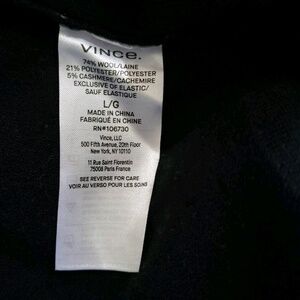 VINCE.
74% WOOL/LAINE
21% POLYESTER/POLYESTER
5% CASHMERE/CACHEMIRE
EXCLUSIVE OF ELASTIC/
SAUF ELASTIQUE
L/G
MADE IN CHINA
FABRIQUÉ EN CHINE
RN#106730
Vince, LLC
500 Fifth Avenue, 20th Floor
New York, NY 10110
11 Rue Saint Florentin
75008 Paris France
SEE REVERSE FOR CARE
VOIR AU VERSO POUR LES SOINS